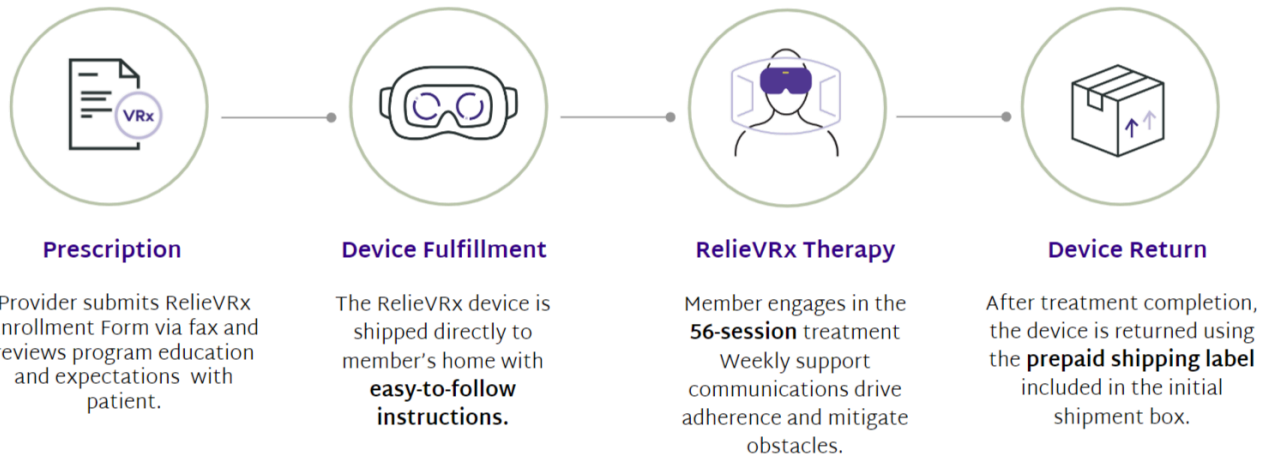 VRx
Prescription
Provider submits RelieVRx
Enrollment Form via fax and
reviews program education
and expectations with
patient.
Device Fulfillment
The RelieVRx device is
shipped directly to
member's home with
easy-to-follow
instructions.
RelieVRx Therapy
Member engages in the
56-session treatment
Weekly support
communications drive
adherence and mitigate
obstacles.
Device Return
After treatment completion,
the device is returned using
the prepaid shipping label
included in the initial
shipment box.